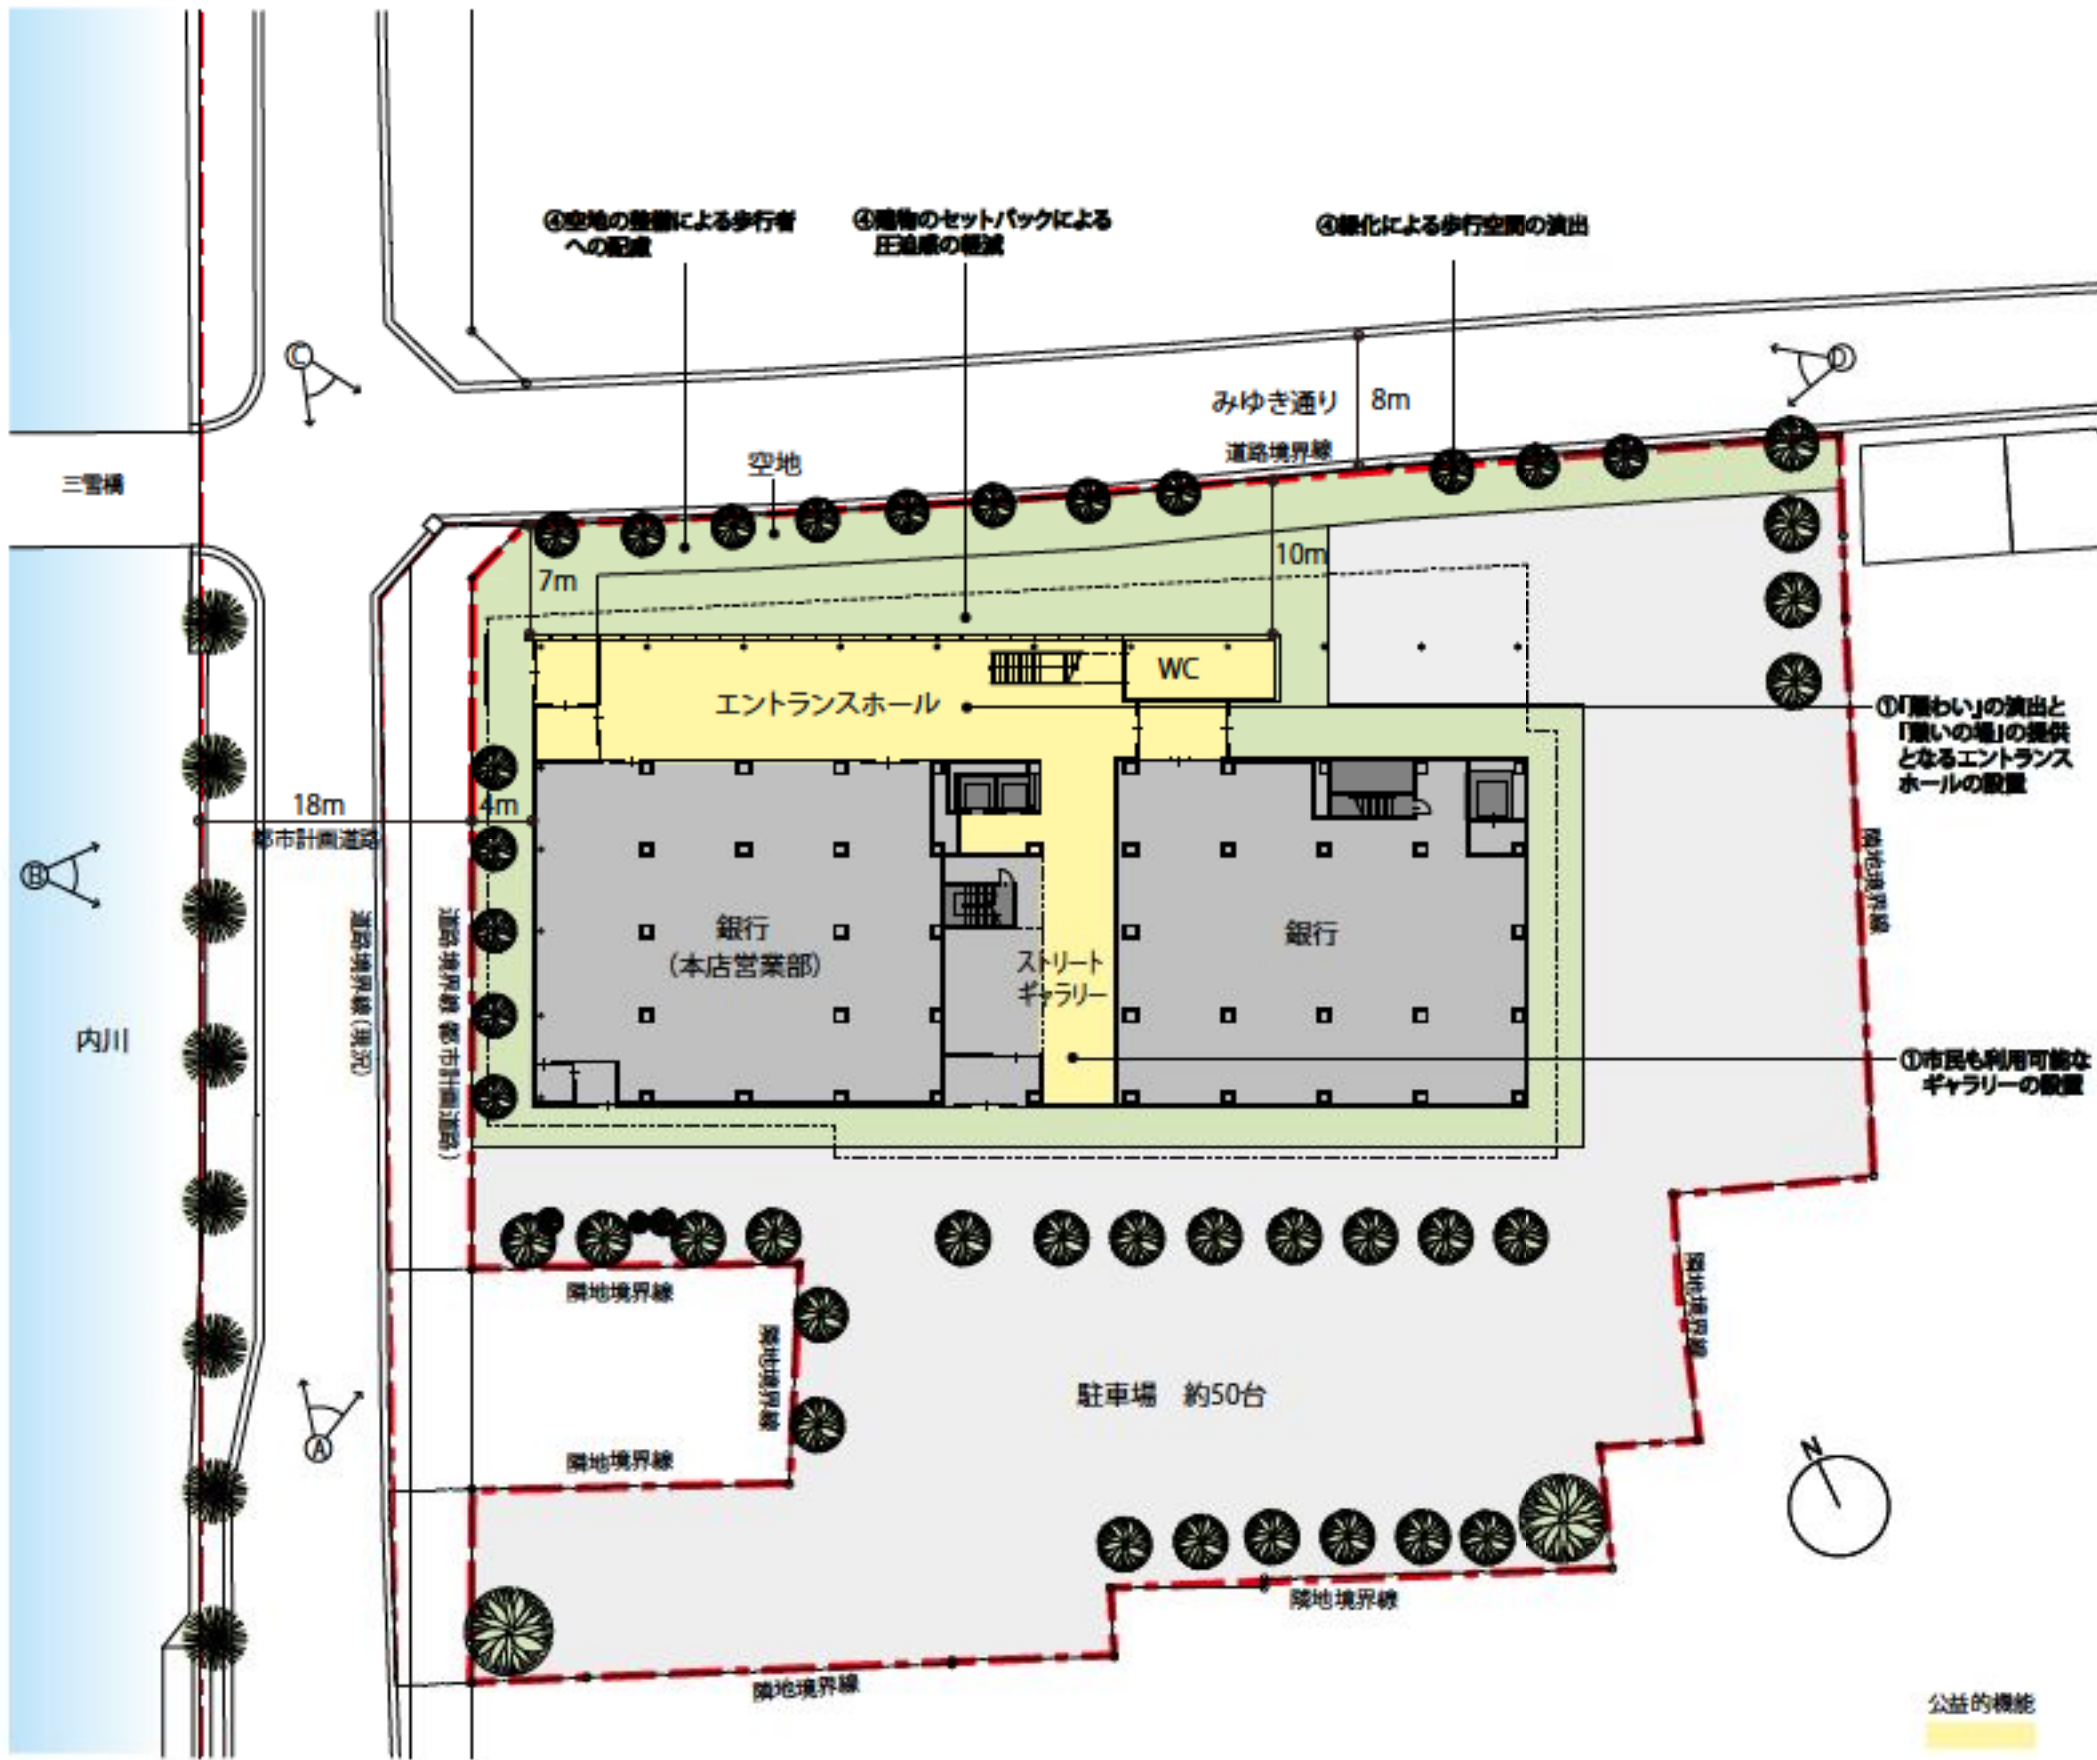 ④空地の整備による歩行者
への配慮
④建物のセットバックによる
圧迫感の軽減
④緑化による歩行空間の演出
C
D
みゆき通り
8m
道路境界線
空地
三雪橋
7m
10m
WC
エントランスホール
①「賑わい」の演出と
「憩いの場」の提供
となるエントランス
ホールの設置
18m
4m
都市計画道路
B
隣地境界線
道路境界線(現況)
道路境界線(都市計画道路)
銀行
(本店営業部)
ストリート
ギャラリー
銀行
内川
①市民も利用可能な
ギャラリーの設置
隣地境界線
隣地境界線
隣地境界線
駐車場 約50台
A
隣地境界線
N
隣地境界線
隣地境界線
公益的機能